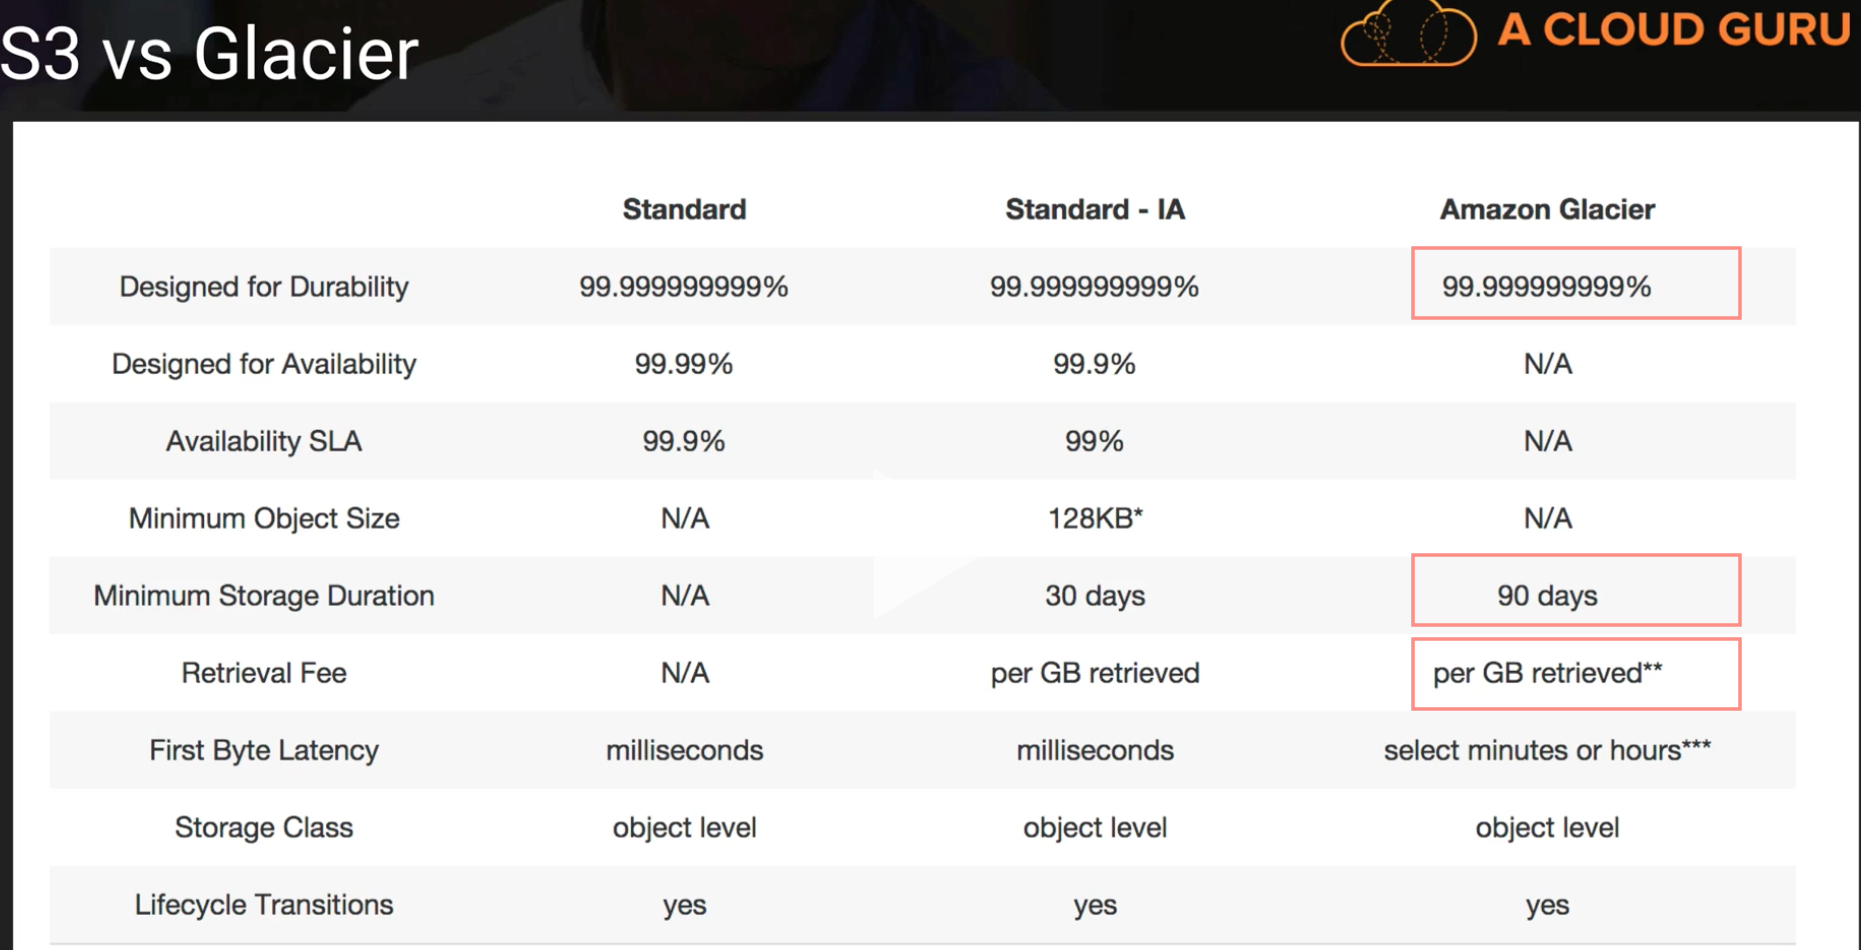 S3 vs Glacier
A CLOUD GURU
Standard Standard - IA Amazon Glacier
Designed for Durability 99.999999999% 99.999999999% 99.999999999%
Designed for Availability 99.99% 99.9% N/A
Availability SLA 99.9% 99% N/A
Minimum Object Size N/A 128KB* N/A
Minimum Storage Duration N/A 30 days 90 days
Retrieval Fee N/A per GB retrieved per GB retrieved**
First Byte Latency milliseconds milliseconds select minutes or hours***
Storage Class object level object level object level
Lifecycle Transitions yes yes yes